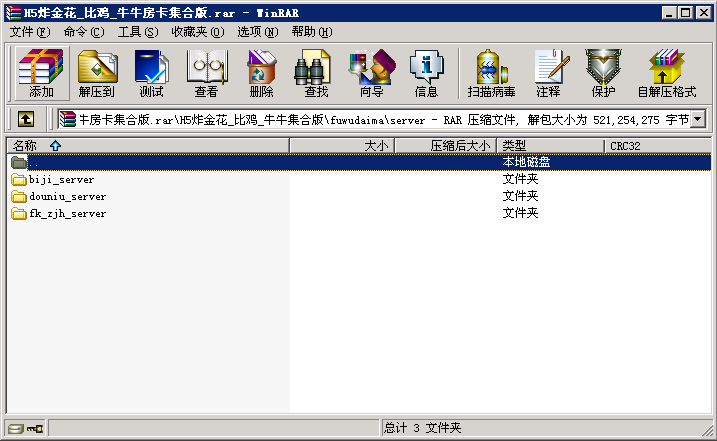 H5炸金花_比鸡_牛牛房卡集合版.rar - WinRAR
文件(F) 命令(C) 工具(S) 收藏夹(O) 选项(N) 帮助(H)
添加 解压到 测试 查看 删除 查找 向导 信息 扫描病毒 注释 保护 自解压格式
牛房卡集合版.rar\H5炸金花_比鸡_牛牛集合版\fuwudaima\server - RAR 压缩文件, 解包大小为 521,254,275 字节
名称 大小 压缩后大小 类型 CRC32
.. 本地磁盘
biji_server 文件夹
douniu_server 文件夹
fk_zjh_server 文件夹
总计 3 文件夹